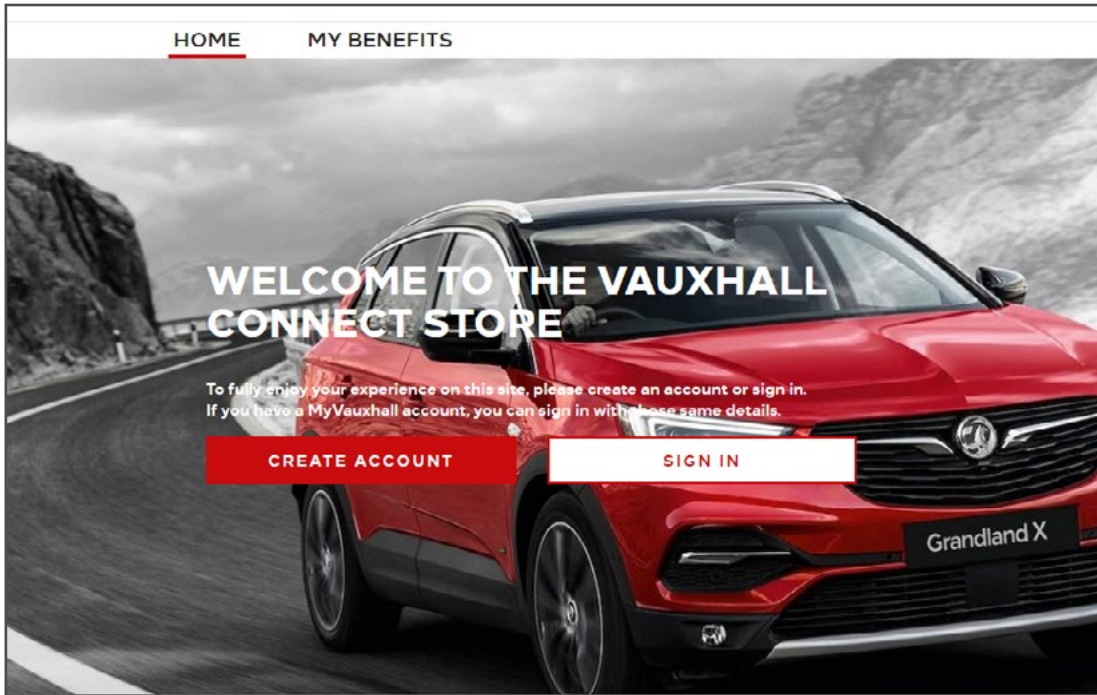 HOME
MY BENEFITS
WELCOME TO THE VAUXHALL
CONNECT STORE
To fully enjoy your experience on this site, please create an account or sign in.
If you have a MyVauxhall account, you can sign in with those same details.
CREATE ACCOUNT
SIGN IN
Grandland X